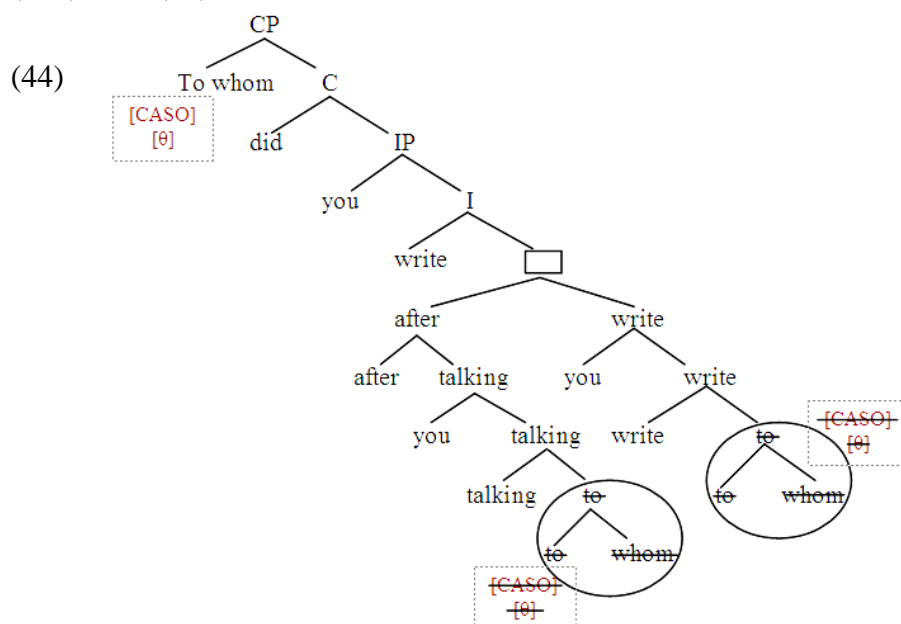 CP
(44)
To whom C
[CASO]
[θ]
did IP
you I
write
after write
after talking you write
you talking write to [CASO]
[θ]
talking to to whom
to whom
[CASO]
[θ]